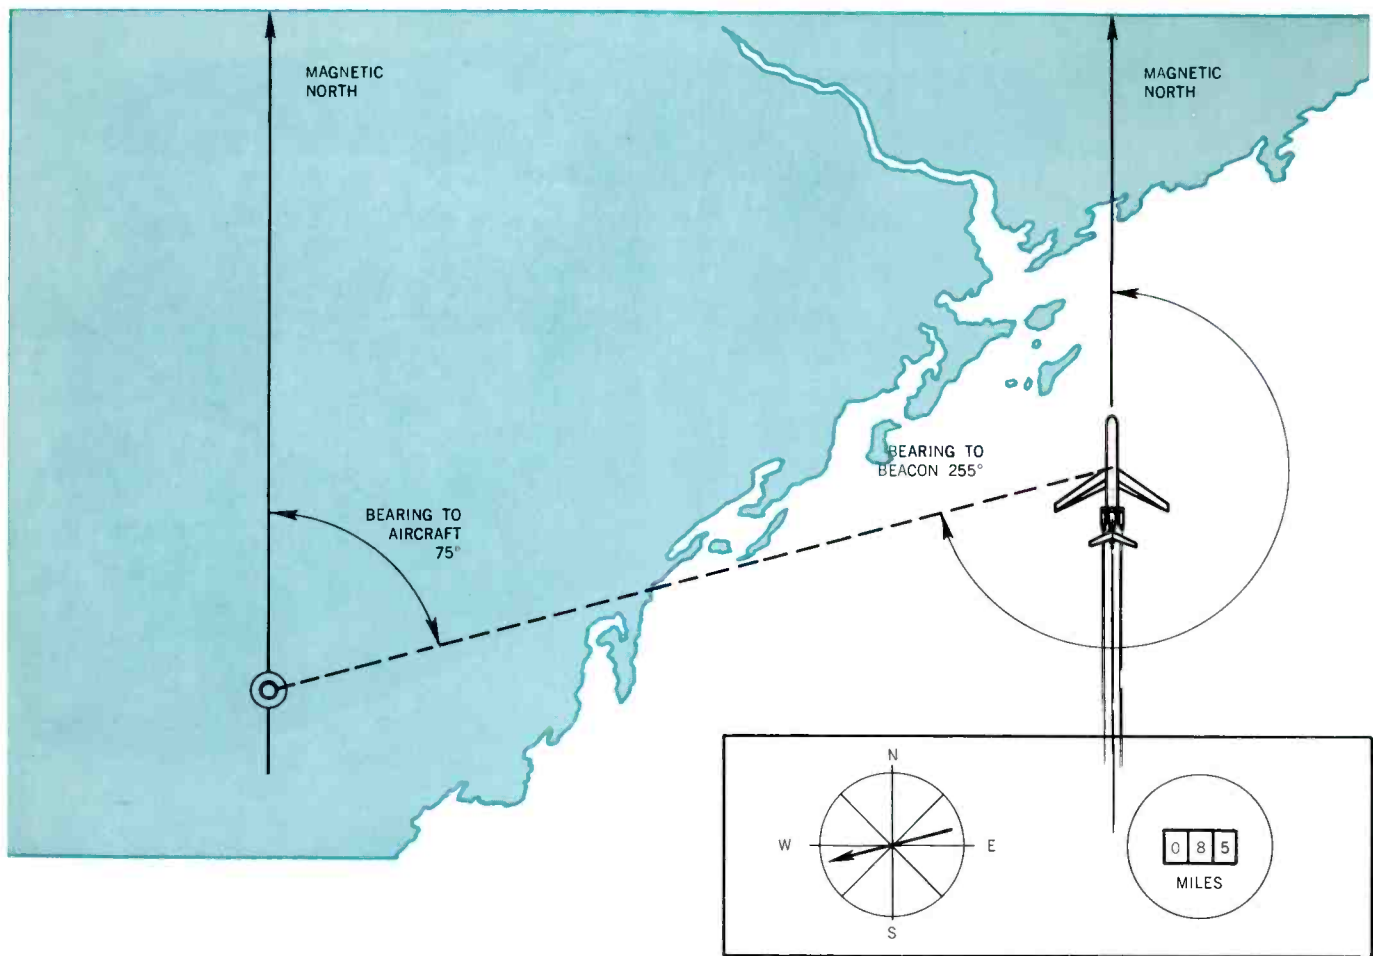 MAGNETIC
NORTH
MAGNETIC
NORTH
BEARING TO
BEACON 255°
BEARING TO
AIRCRAFT
75°
N
W
E
S
0 8 5
MILES